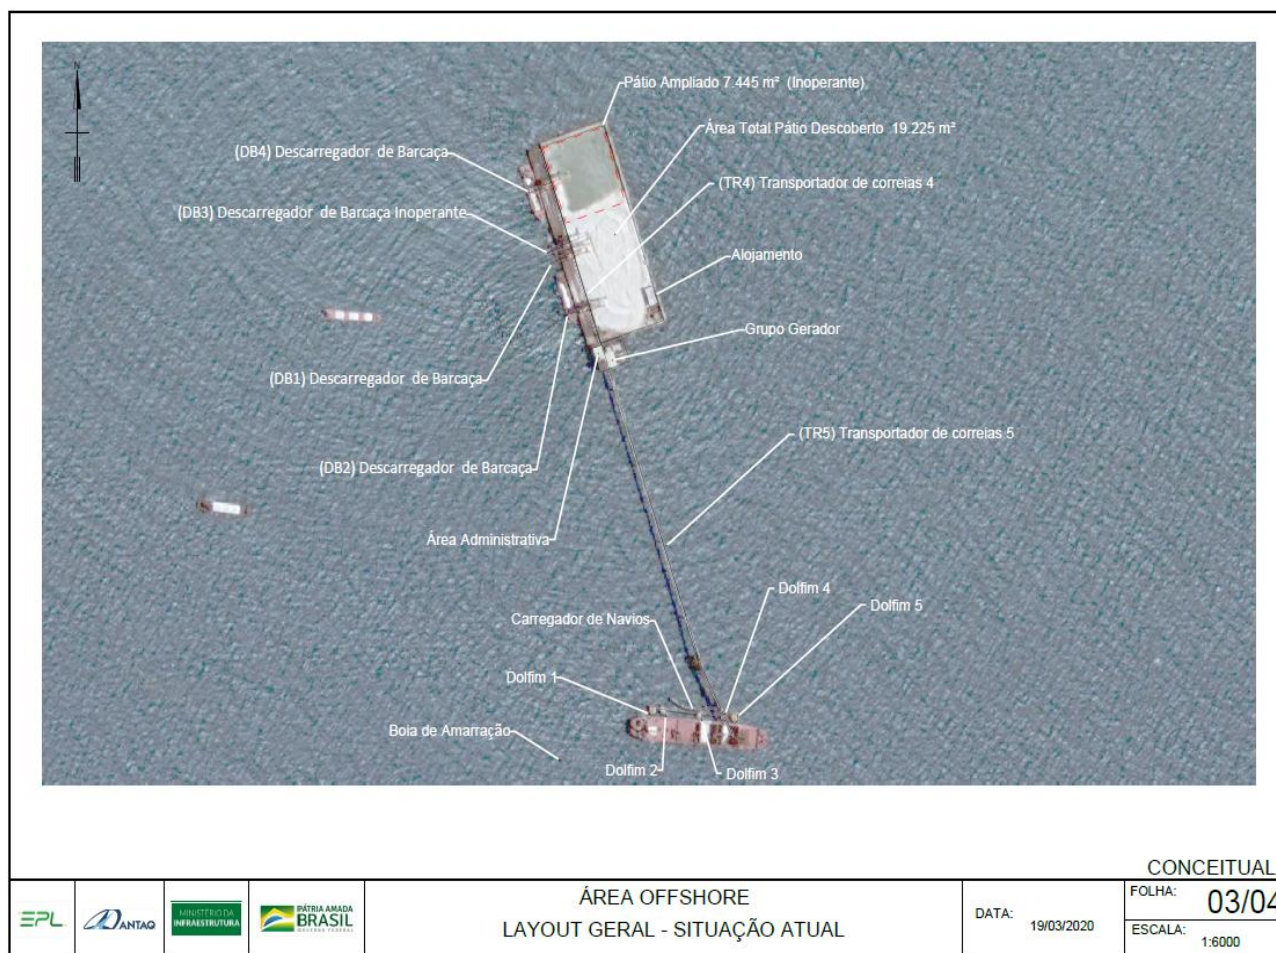 N
Pátio Ampliado 7.445 m² (Inoperante)
Área Total Pátio Descoberto 19.225 m²
(DB4) Descarregador de Barcaça
(TR4) Transportador de correias 4
(DB3) Descarregador de Barcaça Inoperante
Alojamento
Grupo Gerador
(DB1) Descarregador de Barcaça
(TR5) Transportador de correias 5
(DB2) Descarregador de Barcaça
Área Administrativa
Dolfim 4
Dolfim 5
Carregador de Navios
Dolfim 1
Boia de Amarração
Dolfim 2
Dolfim 3
CONCEITUAL
EPL
ANTAQ
MINISTÉRIO DA
INFRAESTRUTURA
PÁTRIA AMADA
BRASIL
GOVERNO FEDERAL
ÁREA OFFSHORE
LAYOUT GERAL - SITUAÇÃO ATUAL
DATA:
19/03/2020
FOLHA:
03/04
ESCALA:
1:6000